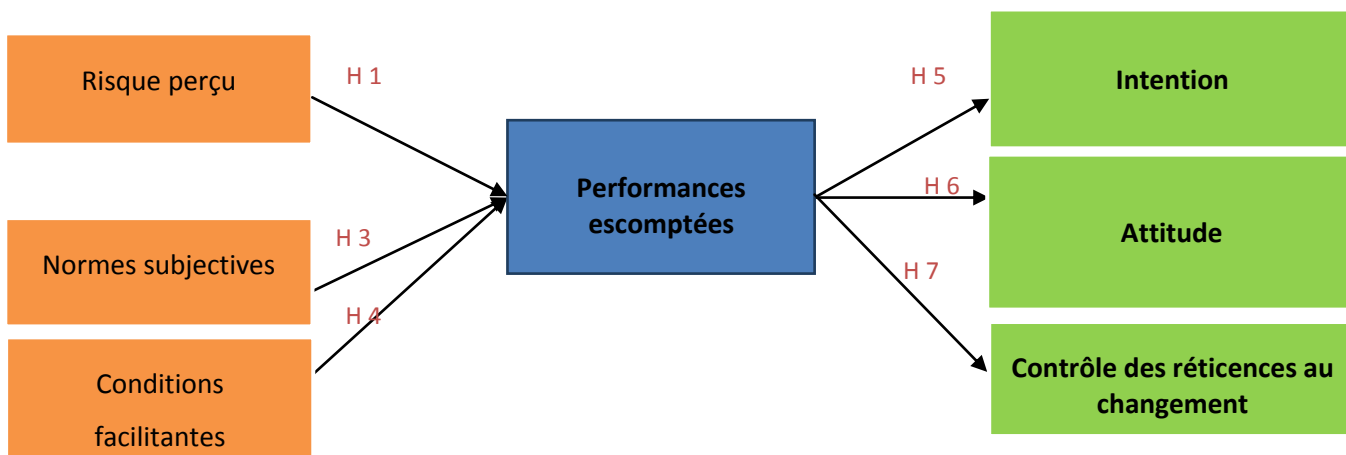 Risque perçu
H 1
Normes subjectives
H 3
H 4
Conditions
facilitantes
Performances
escomptées
H 5
Intention
H 6
Attitude
H 7
Contrôle des réticences au
changement